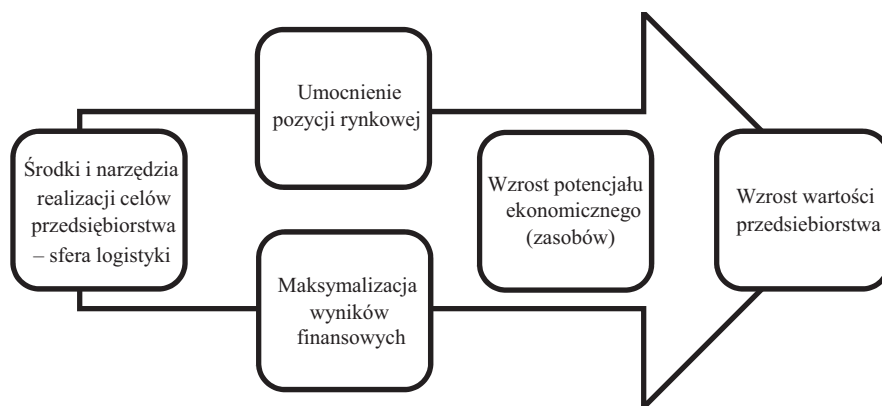 Umocnienie
pozycji rynkowej
Środki i narzędzia
realizacji celów
przedsiębiorstwa
– sfera logistyki
Wzrost potencjału
ekonomicznego
(zasobów)
Wzrost wartości
przedsiebiorstwa
Maksymalizacja
wyników
finansowych